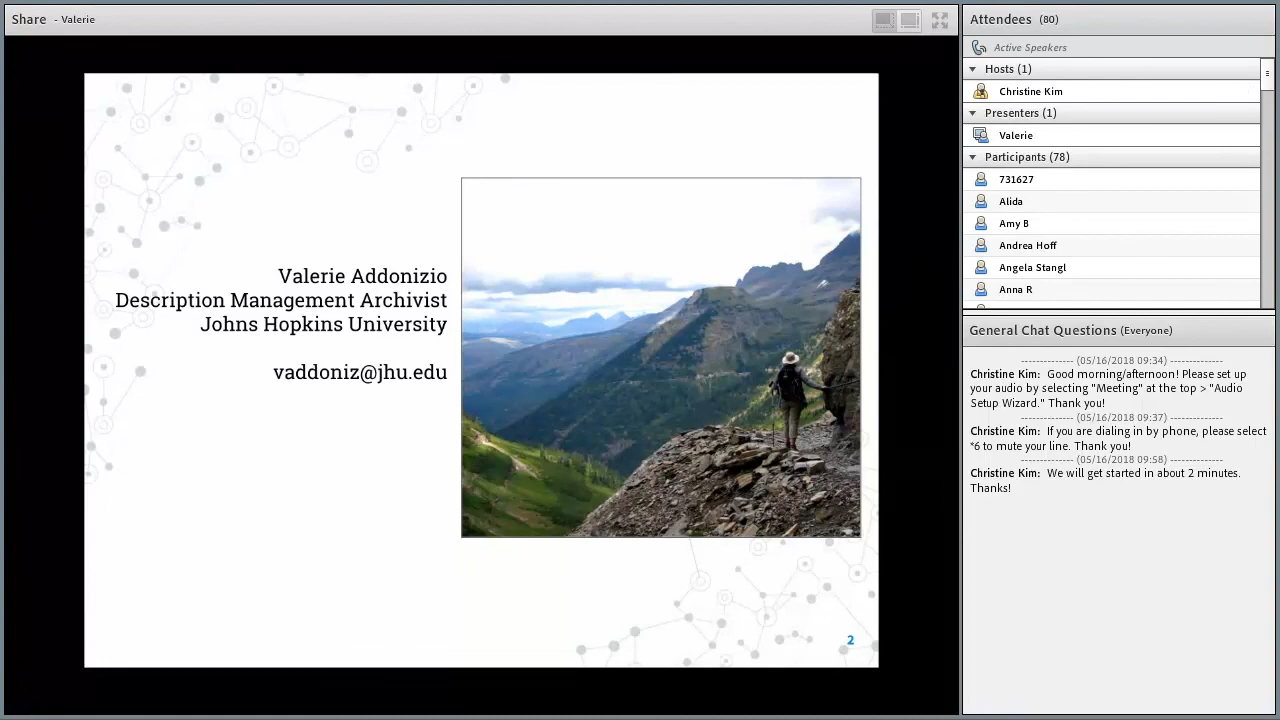 Share - Valerie
Valerie Addonizio
Description Management Archivist
Johns Hopkins University
vaddoniz@jhu.edu
2
Attendees (80)
Active Speakers
Hosts (1)
Christine Kim
Presenters (1)
Valerie
Participants (78)
731627
Alida
Amy B
Andrea Hoff
Angela Stangl
Anna R
General Chat Questions (Everyone)
------------- (05/16/2018 09:34) -------------
Christine Kim: Good morning/afternoon! Please set up
your audio by selecting "Meeting" at the top > "Audio
Setup Wizard." Thank you!
------------- (05/16/2018 09:37) -------------
Christine Kim: If you are dialing in by phone, please select
*6 to mute your line. Thank you!
------------- (05/16/2018 09:58) -------------
Christine Kim: We will get started in about 2 minutes.
Thanks!